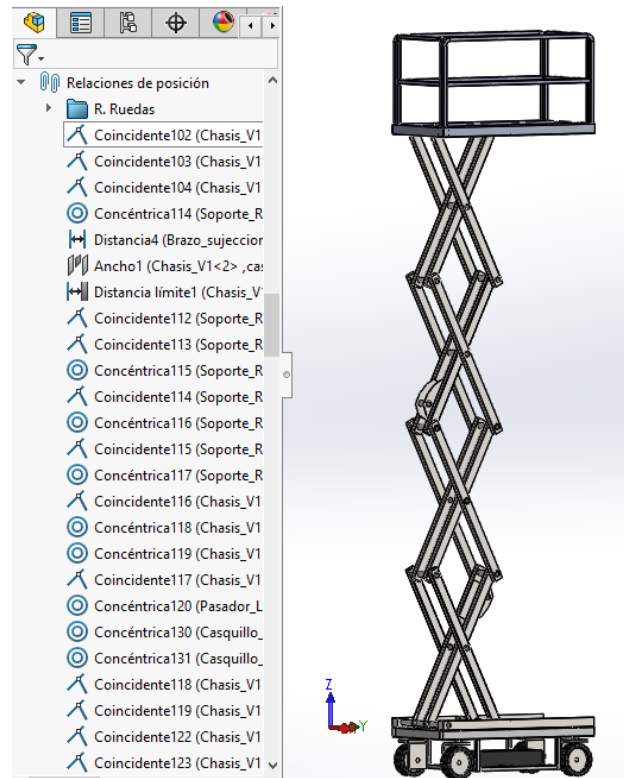 Relaciones de posición
R. Ruedas
Coincidente102 (Chasis_V1
Coincidente103 (Chasis_V1
Coincidente104 (Chasis_V1
Concéntrica114 (Soporte_R
Distancia4 (Brazo_sujeccior
Ancho1 (Chasis_V1<2> ,cas
Distancia límite1 (Chasis_V
Coincidente112 (Soporte_R
Coincidente113 (Soporte_R
Concéntrica115 (Soporte_R
Coincidente114 (Soporte_R
Concéntrica116 (Soporte_R
Coincidente115 (Soporte_R
Concéntrica117 (Soporte_R
Coincidente116 (Chasis_V1
Concéntrica118 (Chasis_V1
Concéntrica119 (Chasis_V1
Coincidente117 (Chasis_V1
Concéntrica120 (Pasador_L
Concéntrica130 (Casquillo_
Concéntrica131 (Casquillo_
Coincidente118 (Chasis_V1
Coincidente119 (Chasis_V1
Coincidente122 (Chasis_V1
Coincidente123 (Chasis_V1
Z
Y